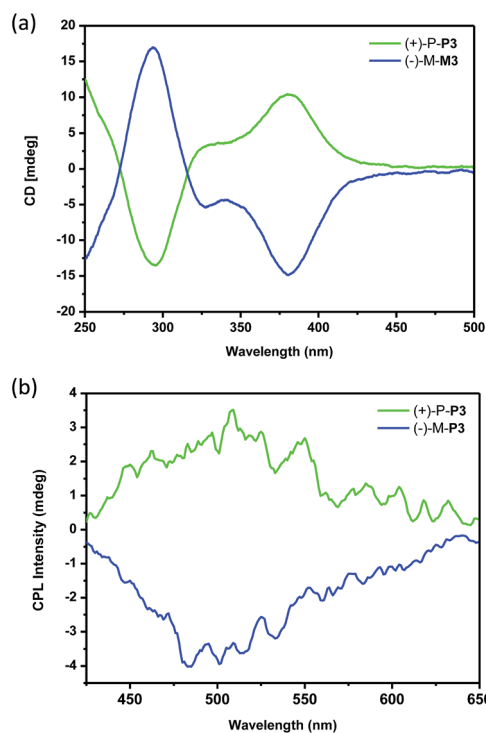 (a)
(+)-P-P3
(-)-M-M3
20
15
10
5
0
-5
-10
-15
-20
CD [mdeg]
250
300
350
400
450
500
Wavelength (nm)
(b)
(+)-P-P3
(-)-M-P3
4
3
2
1
0
-1
-2
-3
-4
CPL Intensity (mdeg)
450
500
550
600
650
Wavelength (nm)